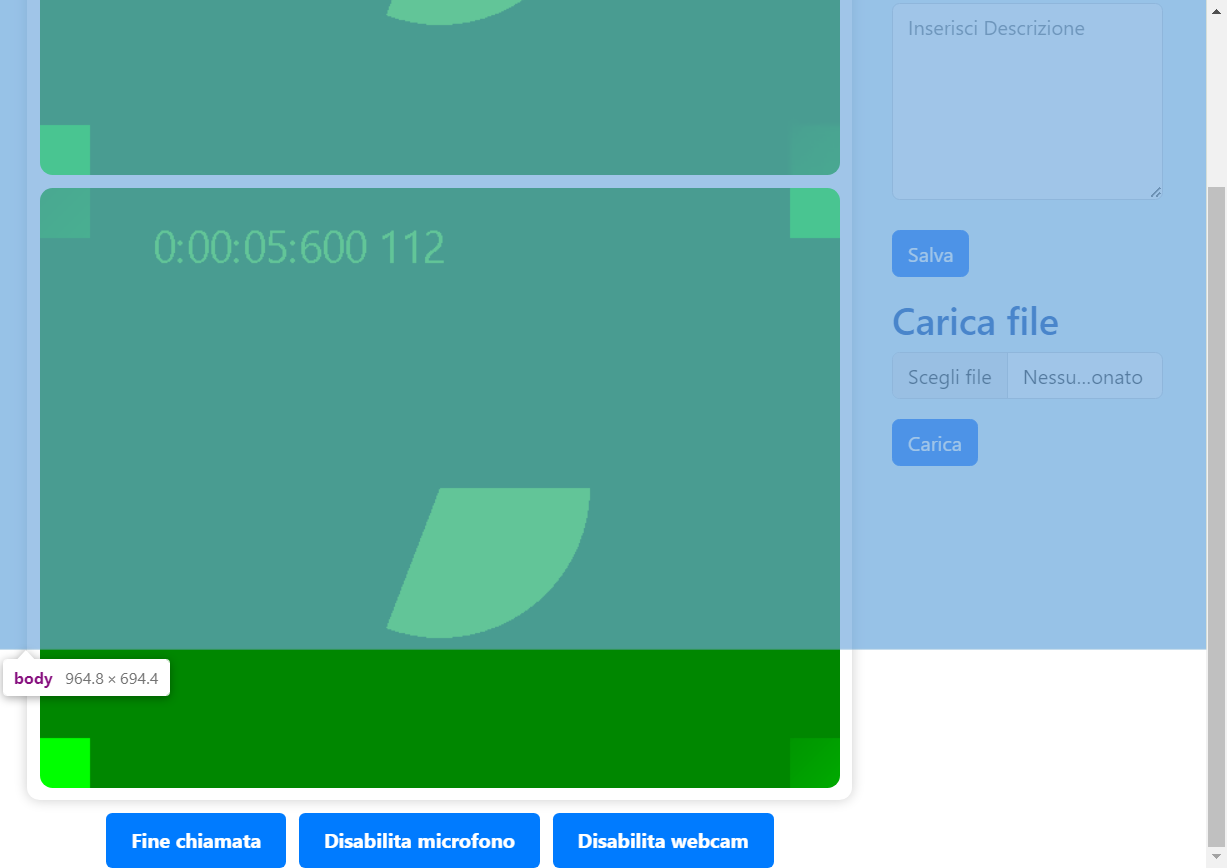 Inserisci Descrizione
0:00:05:600 112
Salva
Carica file
Scegli file Nessu...onato
Carica
body 964.8 × 694.4
Fine chiamata Disabilita microfono Disabilita webcam